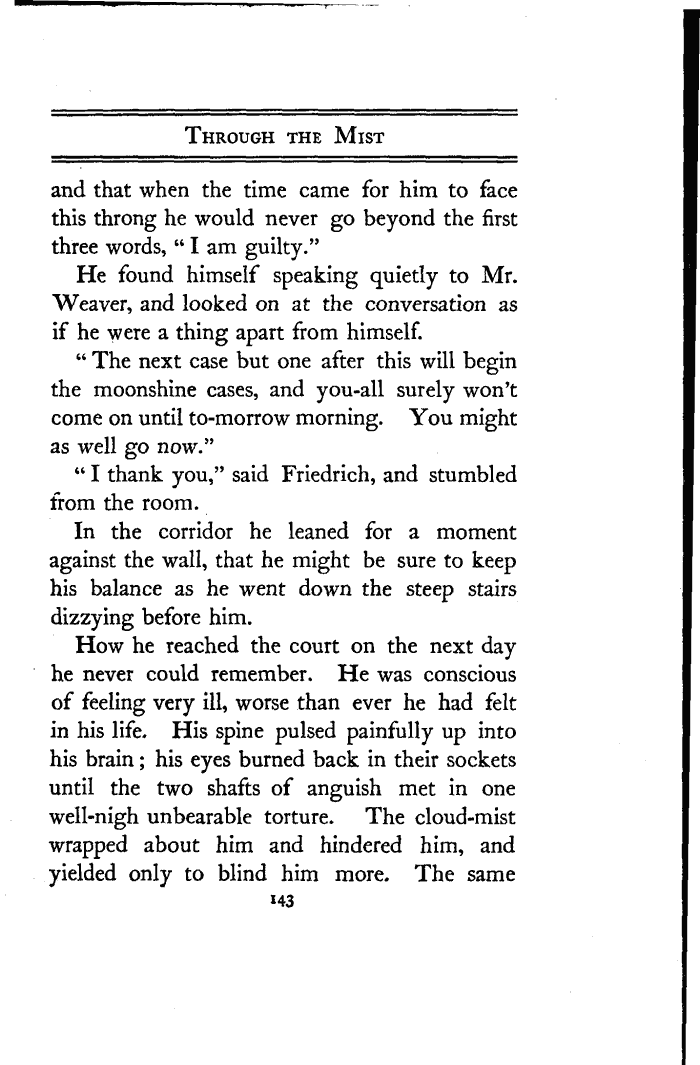 Through the Mist
and that when the time came for him to face
this throng he would never go beyond the first
three words, “ I am guilty.”
He found himself speaking quietly to Mr.
Weaver, and looked on at the conversation as
if he were a thing apart from himself.
“ The next case but one after this will begin
the moonshine cases, and you-all surely won’t
come on until to-morrow morning. You might
as well go now.”
“ I thank you,” said Friedrich, and stumbled
from the room.
In the corridor he leaned for a moment
against the wall, that he might be sure to keep
his balance as he went down the steep stairs
dizzying before him.
How he reached the court on the next day
he never could remember. He was conscious
of feeling very ill, worse than ever he had felt
in his life. His spine pulsed painfully up into
his brain ; his eyes burned back in their sockets
until the two shafts of anguish met in one
well-nigh unbearable torture. The cloud-mist
wrapped about him and hindered him, and
yielded only to blind him more. The same
143